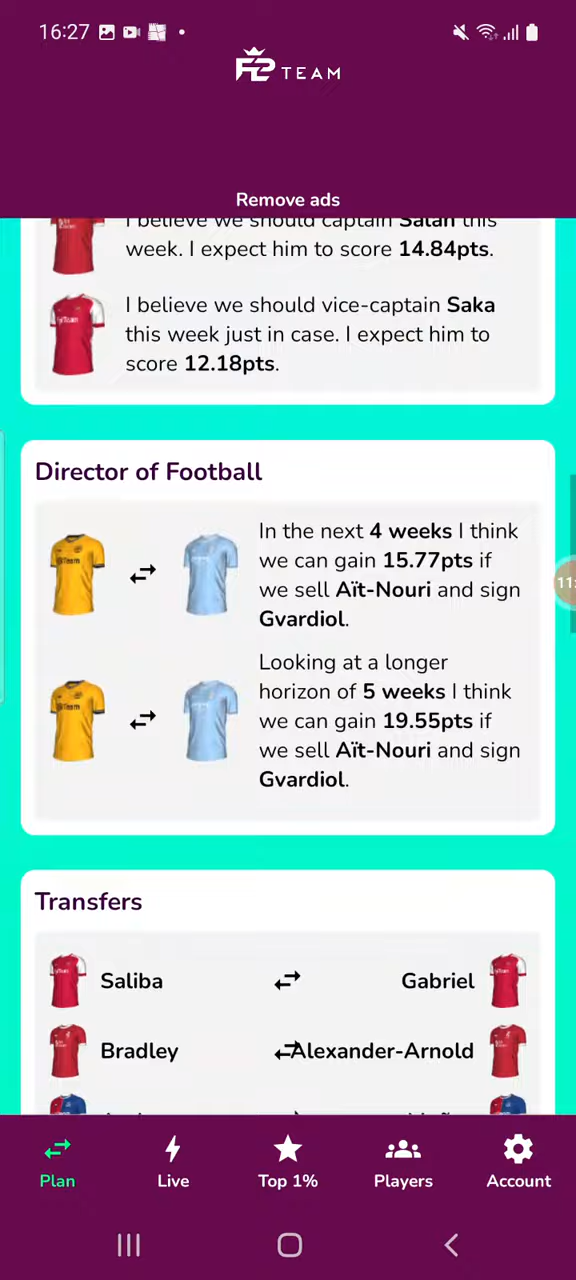 16:27
F2 TEAM
Remove ads
I believe we should captain Salah this
week. I expect him to score 14.84pts.
I believe we should vice-captain Saka
this week just in case. I expect him to
score 12.18pts.
Director of Football
In the next 4 weeks I think
we can gain 15.77pts if
we sell Aït-Nouri and sign
Gvardiol.
Looking at a longer
horizon of 5 weeks I think
we can gain 19.55pts if
we sell Aït-Nouri and sign
Gvardiol.
Transfers
Saliba Gabriel
Bradley Alexander-Arnold
Plan Live Top 1% Players Account